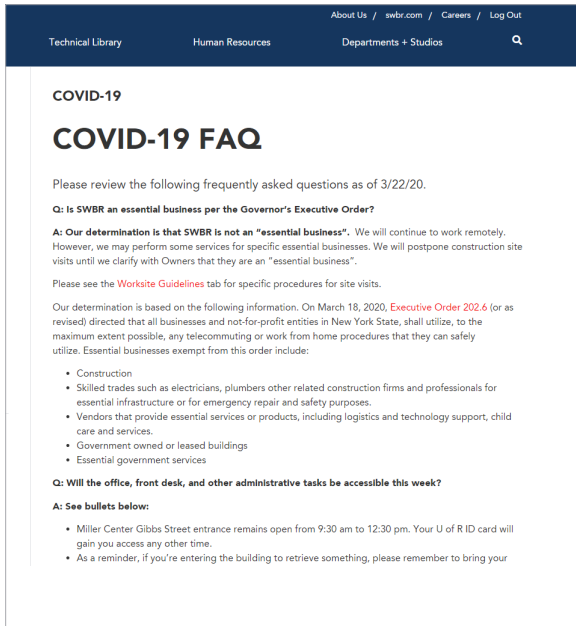 About Us / swbr.com / Careers / Log Out
Technical Library Human Resources Departments + Studios
COVID-19
COVID-19 FAQ
Please review the following frequently asked questions as of 3/22/20.
Q: Is SWBR an essential business per the Governor's Executive Order?
A: Our determination is that SWBR is not an "essential business". We will continue to work remotely.
However, we may perform some services for specific essential businesses. We will postpone construction site
visits until we clarify with Owners that they are an "essential business".
Please see the Worksite Guidelines tab for specific procedures for site visits.
Our determination is based on the following information. On March 18, 2020, Executive Order 202.6 (or as
revised) directed that all businesses and not-for-profit entities in New York State, shall utilize, to the
maximum extent possible, any telecommuting or work from home procedures that they can safely
utilize. Essential businesses exempt from this order include:
• Construction
• Skilled trades such as electricians, plumbers other related construction firms and professionals for
essential infrastructure or for emergency repair and safety purposes.
• Vendors that provide essential services or products, including logistics and technology support, child
care and services.
• Government owned or leased buildings
• Essential government services
Q: Will the office, front desk, and other administrative tasks be accessible this week?
A: See bullets below:
• Miller Center Gibbs Street entrance remains open from 9:30 am to 12:30 pm. Your U of R ID card will
gain you access any other time.
• As a reminder, if you're entering the building to retrieve something, please remember to bring your